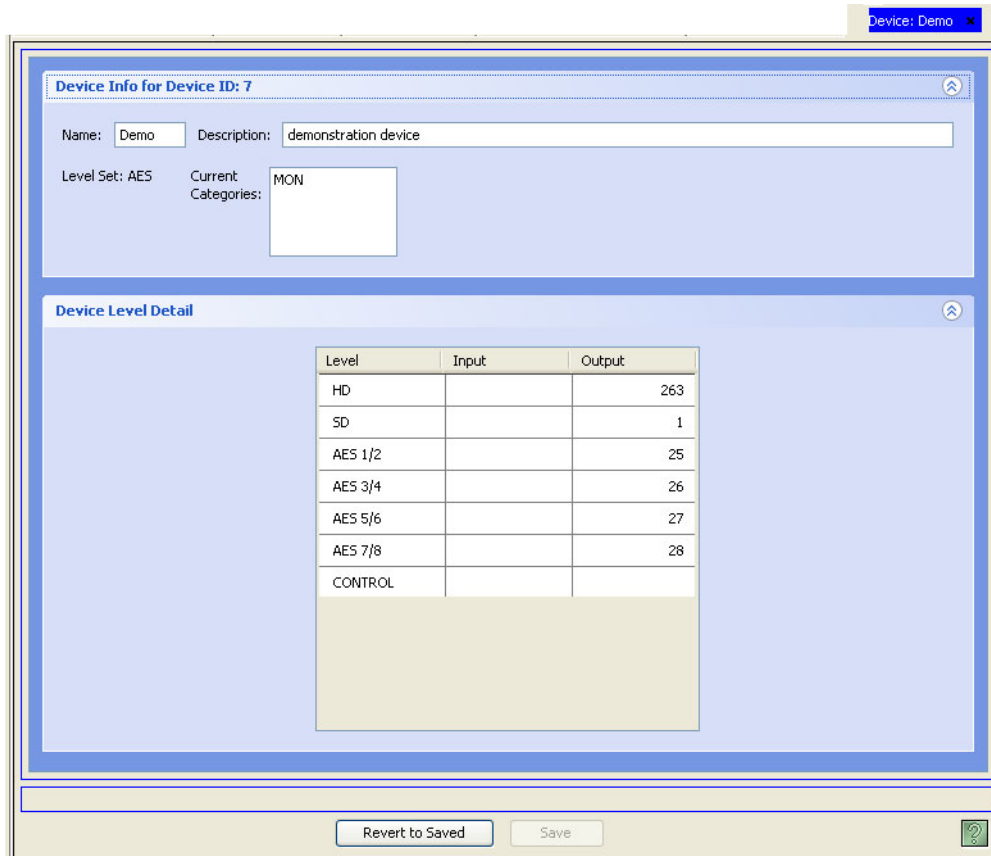 Device: Demo ×
Device Info for Device ID: 7
Name: Demo Description: demonstration device
Level Set: AES Current Categories: MON
Device Level Detail
Level Input Output
HD 263
SD 1
AES 1/2 25
AES 3/4 26
AES 5/6 27
AES 7/8 28
CONTROL
Revert to Saved Save ?